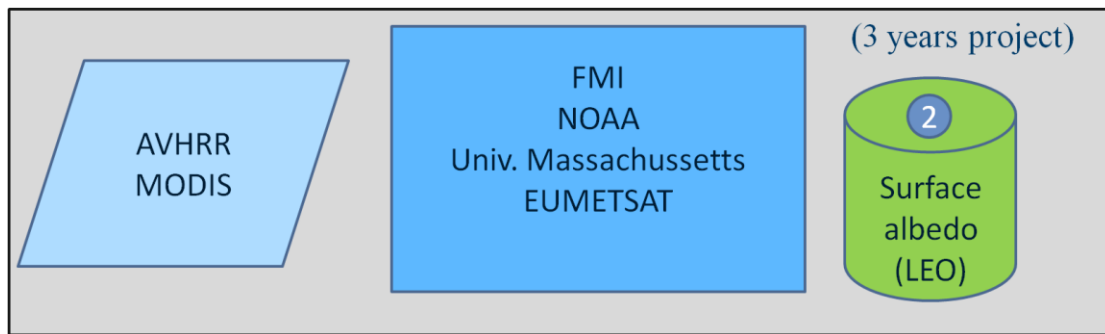 AVHRR
MODIS
FMI
NOAA
Univ. Massachussetts
EUMETSAT
(3 years project)
2
Surface
albedo
(LEO)